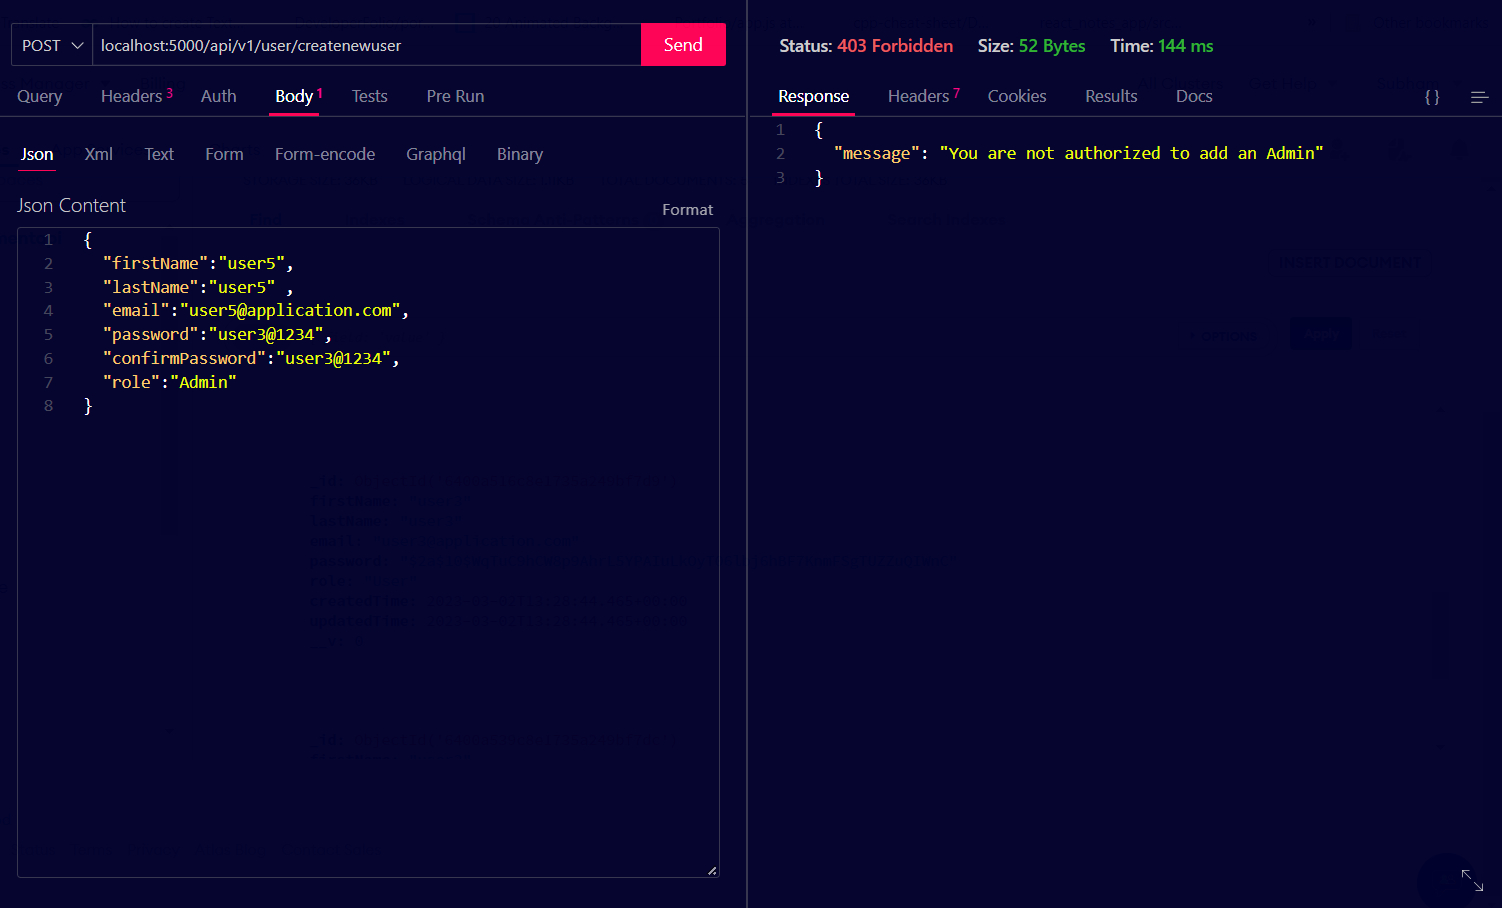 POST localhost:5000/api/v1/user/createnewuser Send
Query Headers 3 Auth Body 1 Tests Pre Run
Json Xml Text Form Form-encode Graphql Binary
Json Content Format
1 {
2 "firstName":"user5",
3 "lastName":"user5" ,
4 "email":"user5@application.com",
5 "password":"user3@1234",
6 "confirmPassword":"user3@1234",
7 "role":"Admin"
8 }
Status: 403 Forbidden Size: 52 Bytes Time: 144 ms
Response Headers 7 Cookies Results Docs { }
1 {
2 "message": "You are not authorized to add an Admin"
3 }
INSERT DOCUMENT
OPTIONS Apply